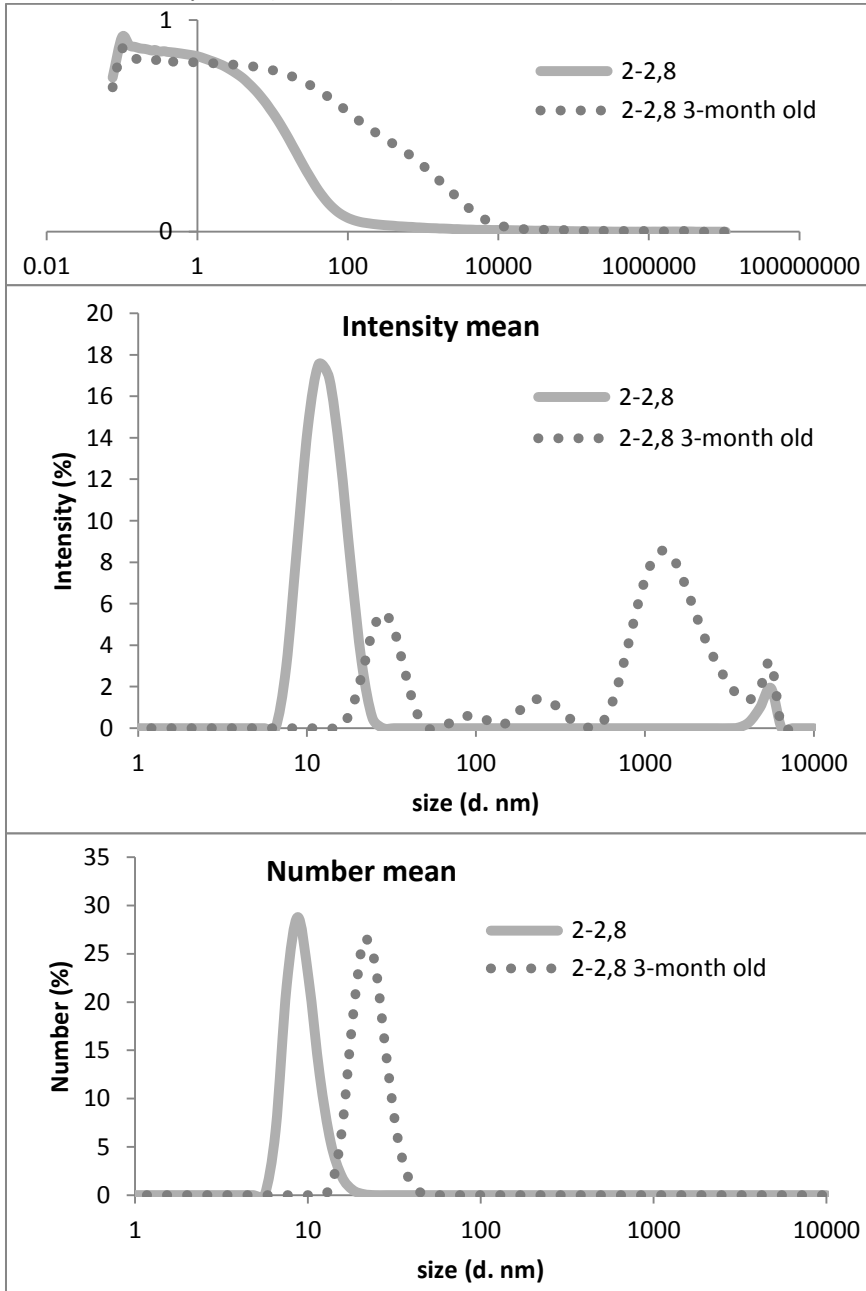 1
2-2,8
2-2,8 3-month old
0
0.01 1 100 10000 1000000 100000000
Intensity mean
20
18
16
14
12
10
8
6
4
2
0
Intensity (%)
2-2,8
2-2,8 3-month old
1 10 100 1000 10000
size (d. nm)
Number mean
35
30
25
20
15
10
5
0
Number (%)
2-2,8
2-2,8 3-month old
1 10 100 1000 10000
size (d. nm)